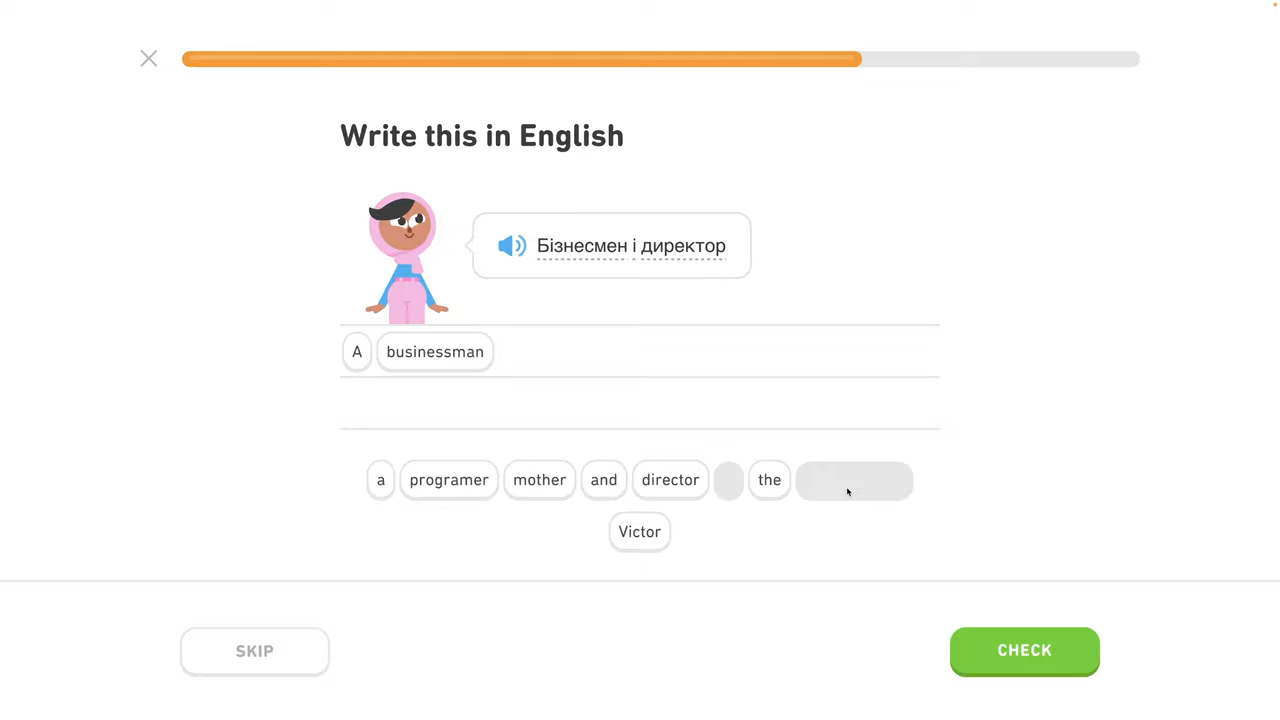 Write this in English
Бізнесмен і директор
A businessman
a programer mother and director the
Victor
SKIP CHECK